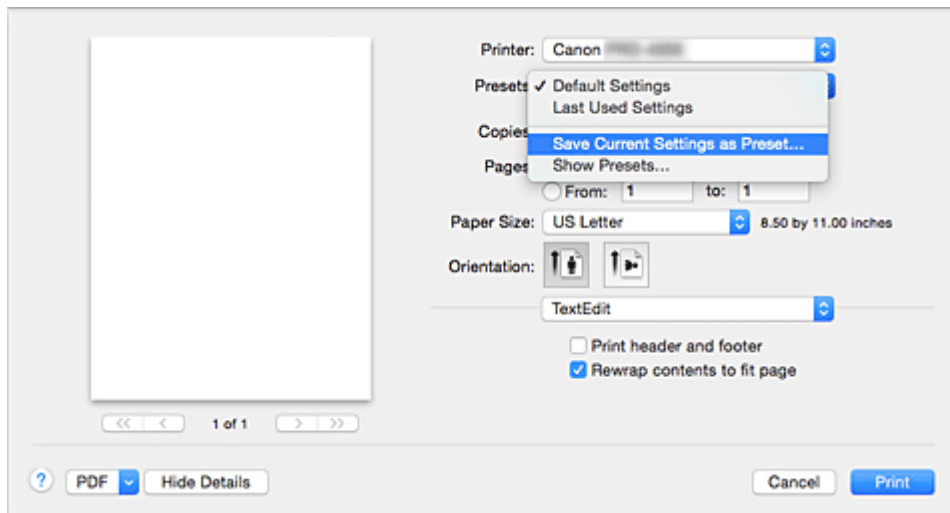 Printer: Canon
Presets ✓ Default Settings
Last Used Settings
Copies
Save Current Settings as Preset...
Pages Show Presets...
From: 1 to: 1
Paper Size: US Letter 8.50 by 11.00 inches
Orientation:
TextEdit
Print header and footer
Rewrap contents to fit page
<< < 1 of 1 > >>
? PDF Hide Details Cancel Print